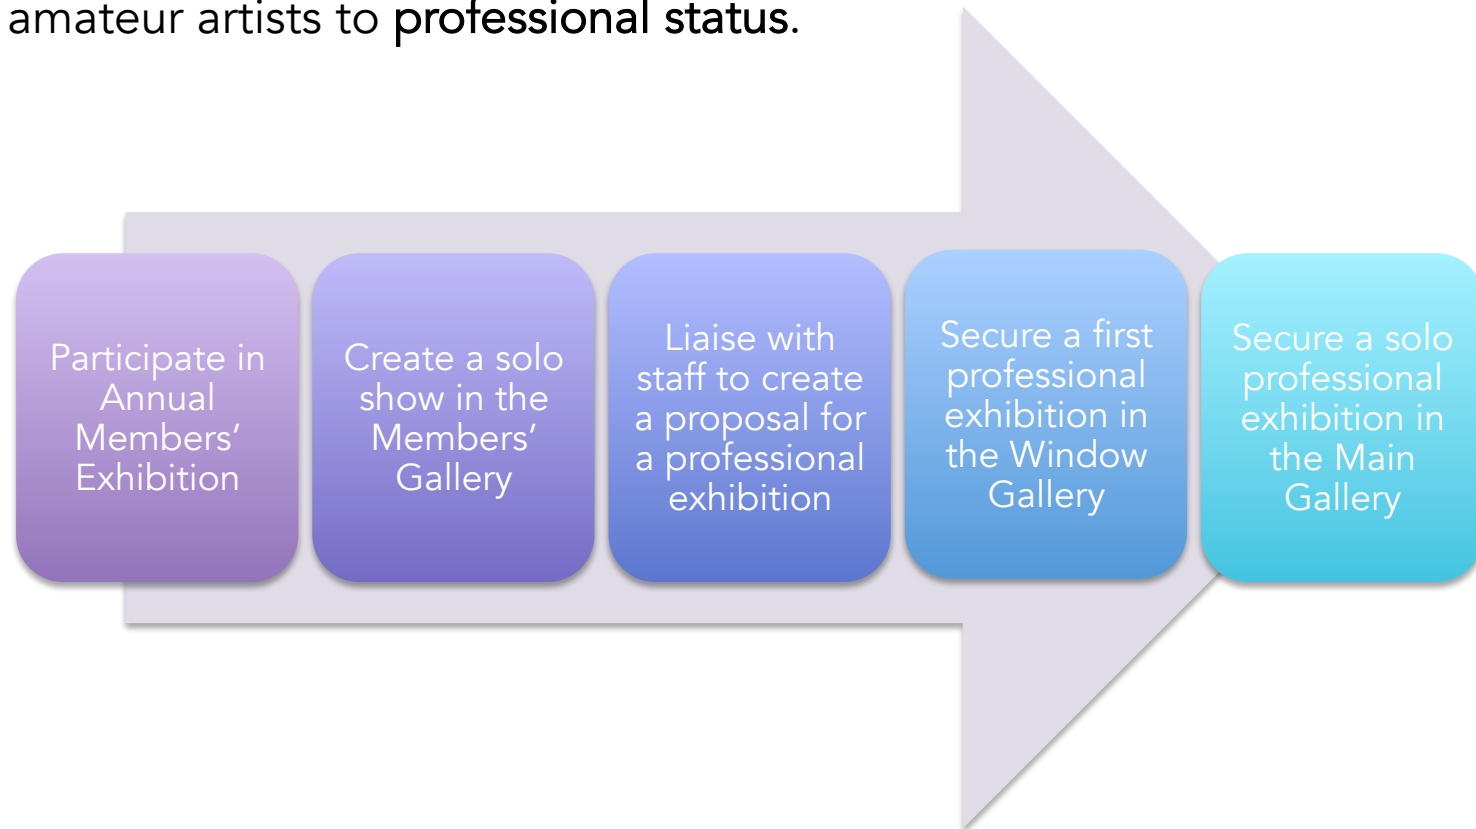 amateur artists to professional status.
Participate in
Annual
Members’
Exhibition
Create a solo
show in the
Members’
Gallery
Liaise with
staff to create
a proposal for
a professional
exhibition
Secure a first
professional
exhibition in
the Window
Gallery
Secure a solo
professional
exhibition in
the Main
Gallery